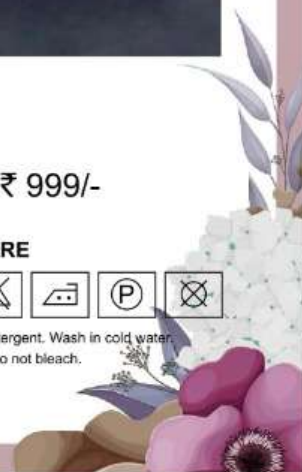 ₹ 999/-
RE
P
ergent. Wash in cold water.
o not bleach.